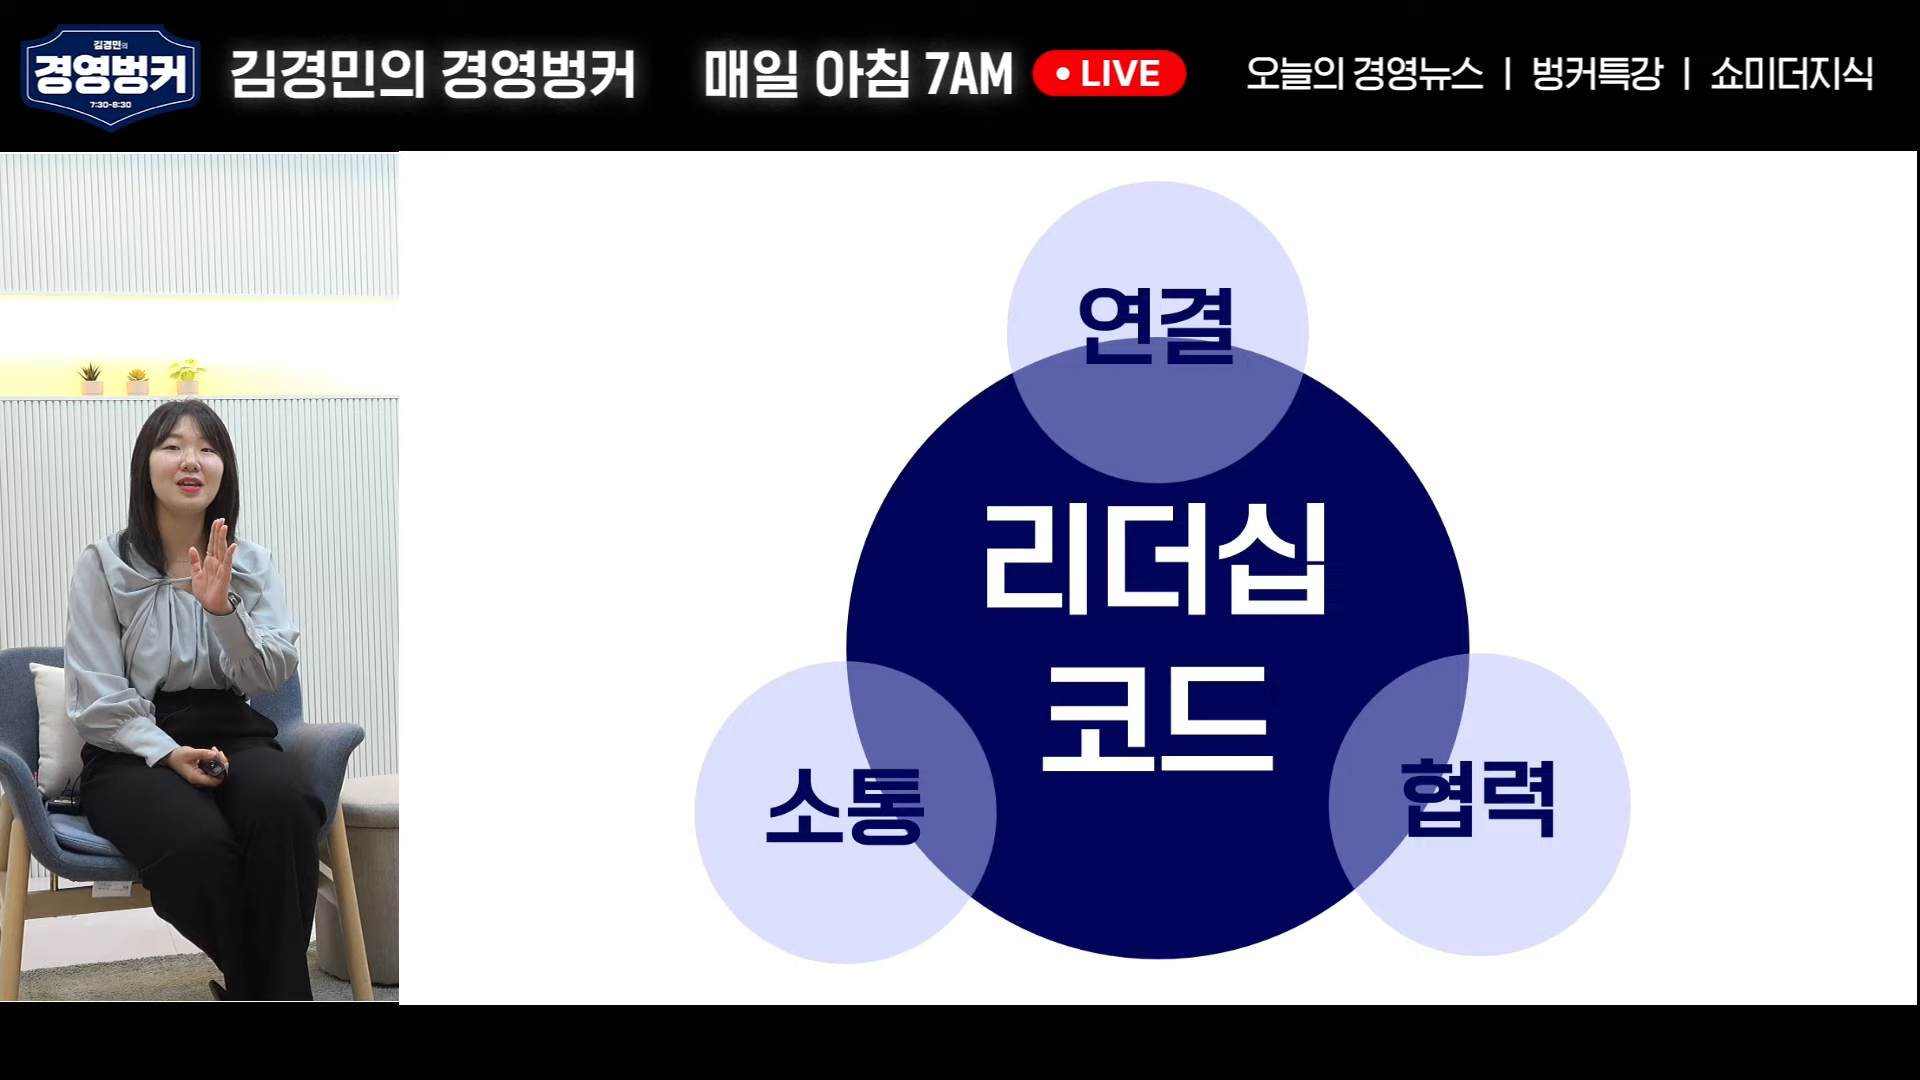 김경민의
경영벙커
7:30-8:30
김경민의 경영벙커 매일 아침 7AM • LIVE 오늘의 경영뉴스 | 벙커특강 | 쇼미더지식
연결
리더십
코드
소통
협력